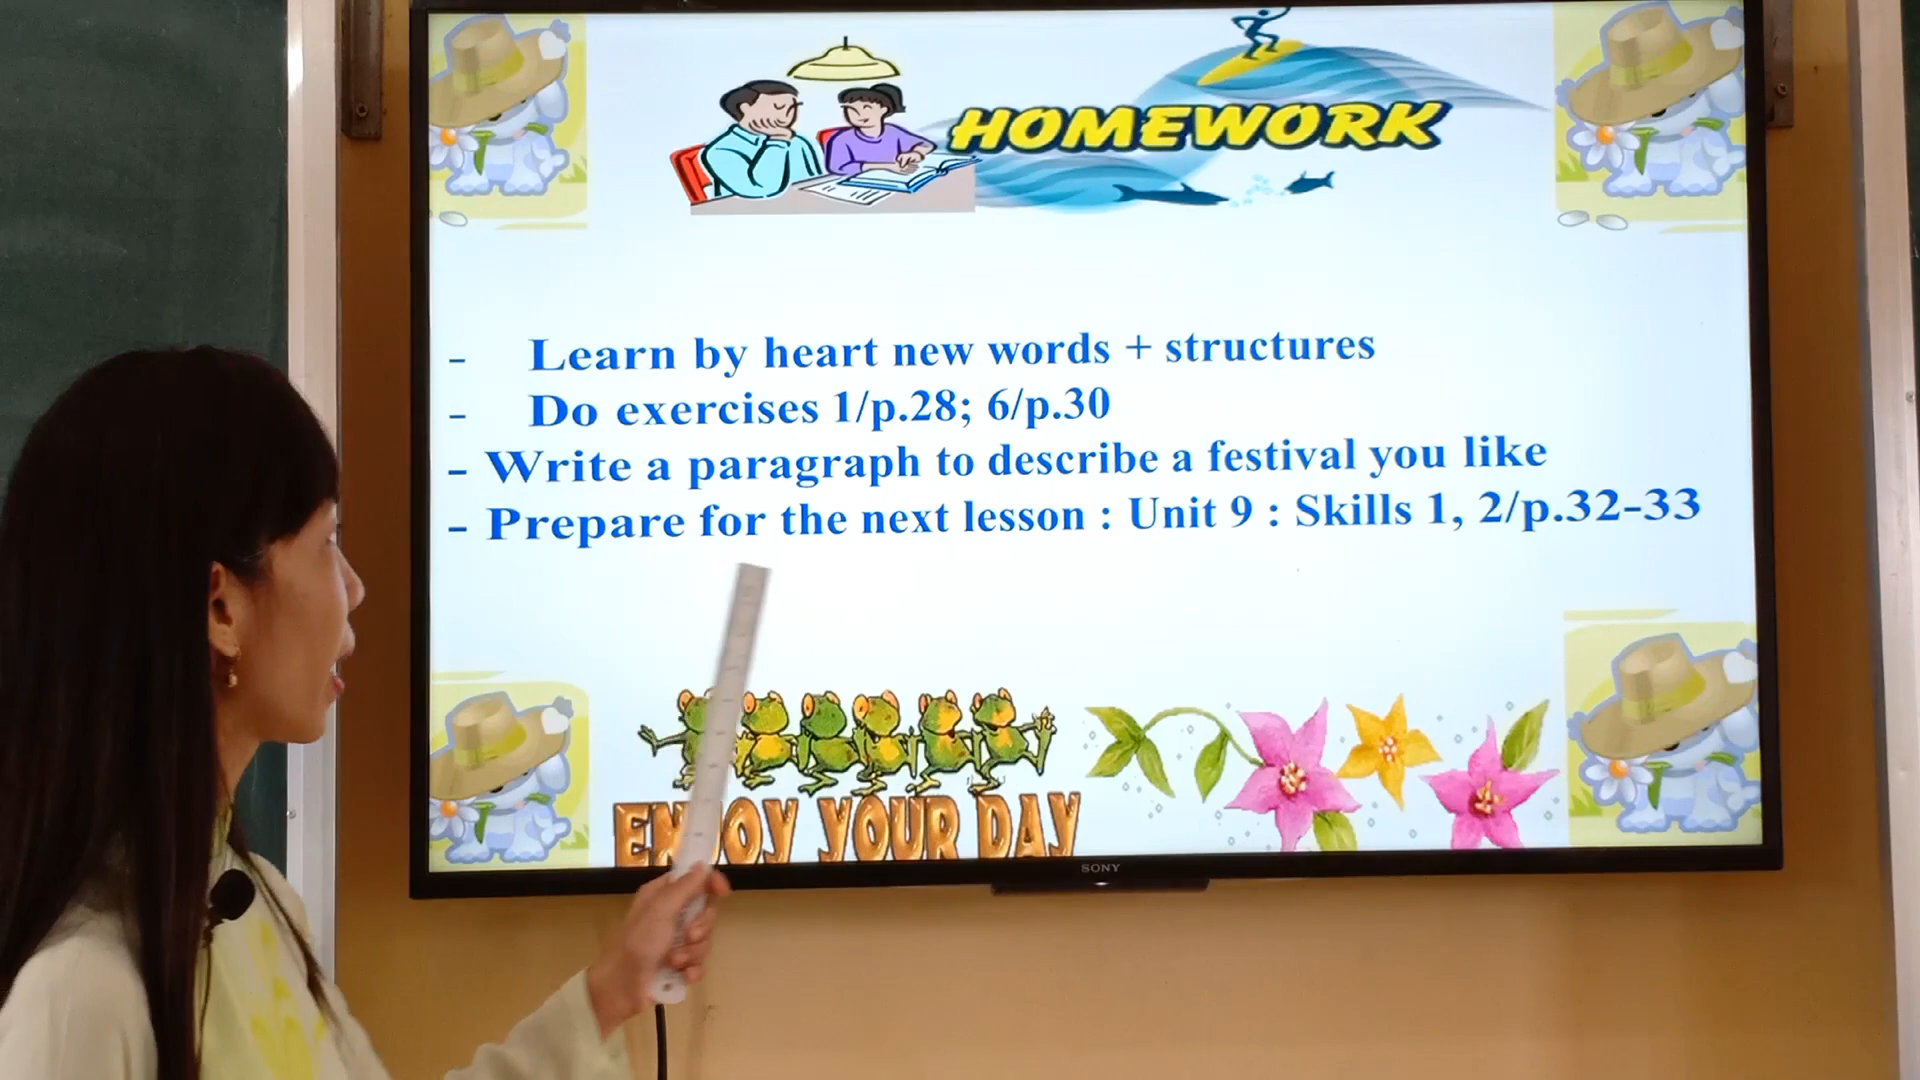 HOMEWORK
- Learn by heart new words + structures
- Do exercises 1/p.28; 6/p.30
- Write a paragraph to describe a festival you like
- Prepare for the next lesson : Unit 9 : Skills 1, 2/p.32-33
ENJOY YOUR DAY
SONY